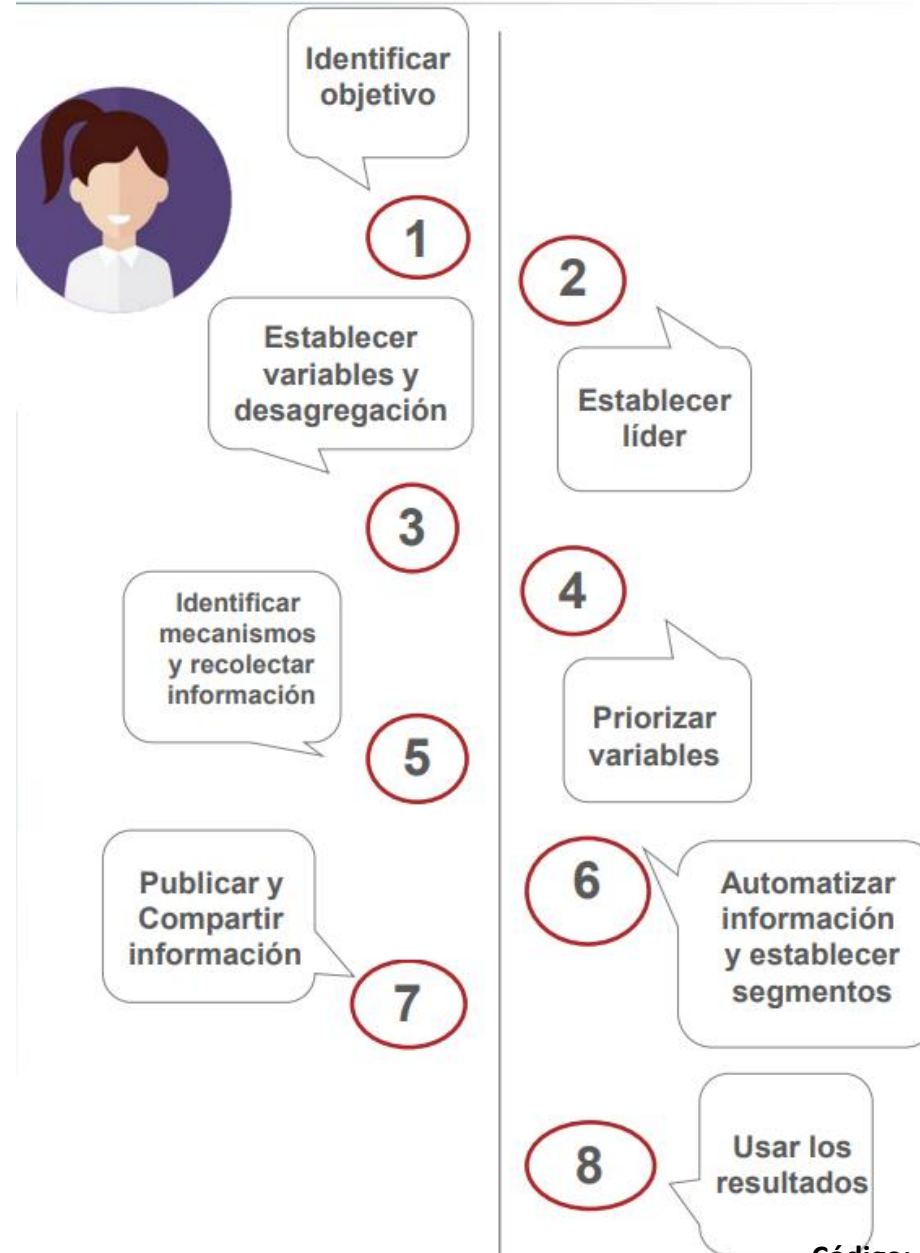 Identificar
objetivo
1
2
Establecer
líder
Establecer
variables y
desagregación
3
4
Priorizar
variables
Identificar
mecanismos
y recolectar
información
5
6
Automatizar
información
y establecer
segmentos
Publicar y
Compartir
información
7
8
Usar los
resultados